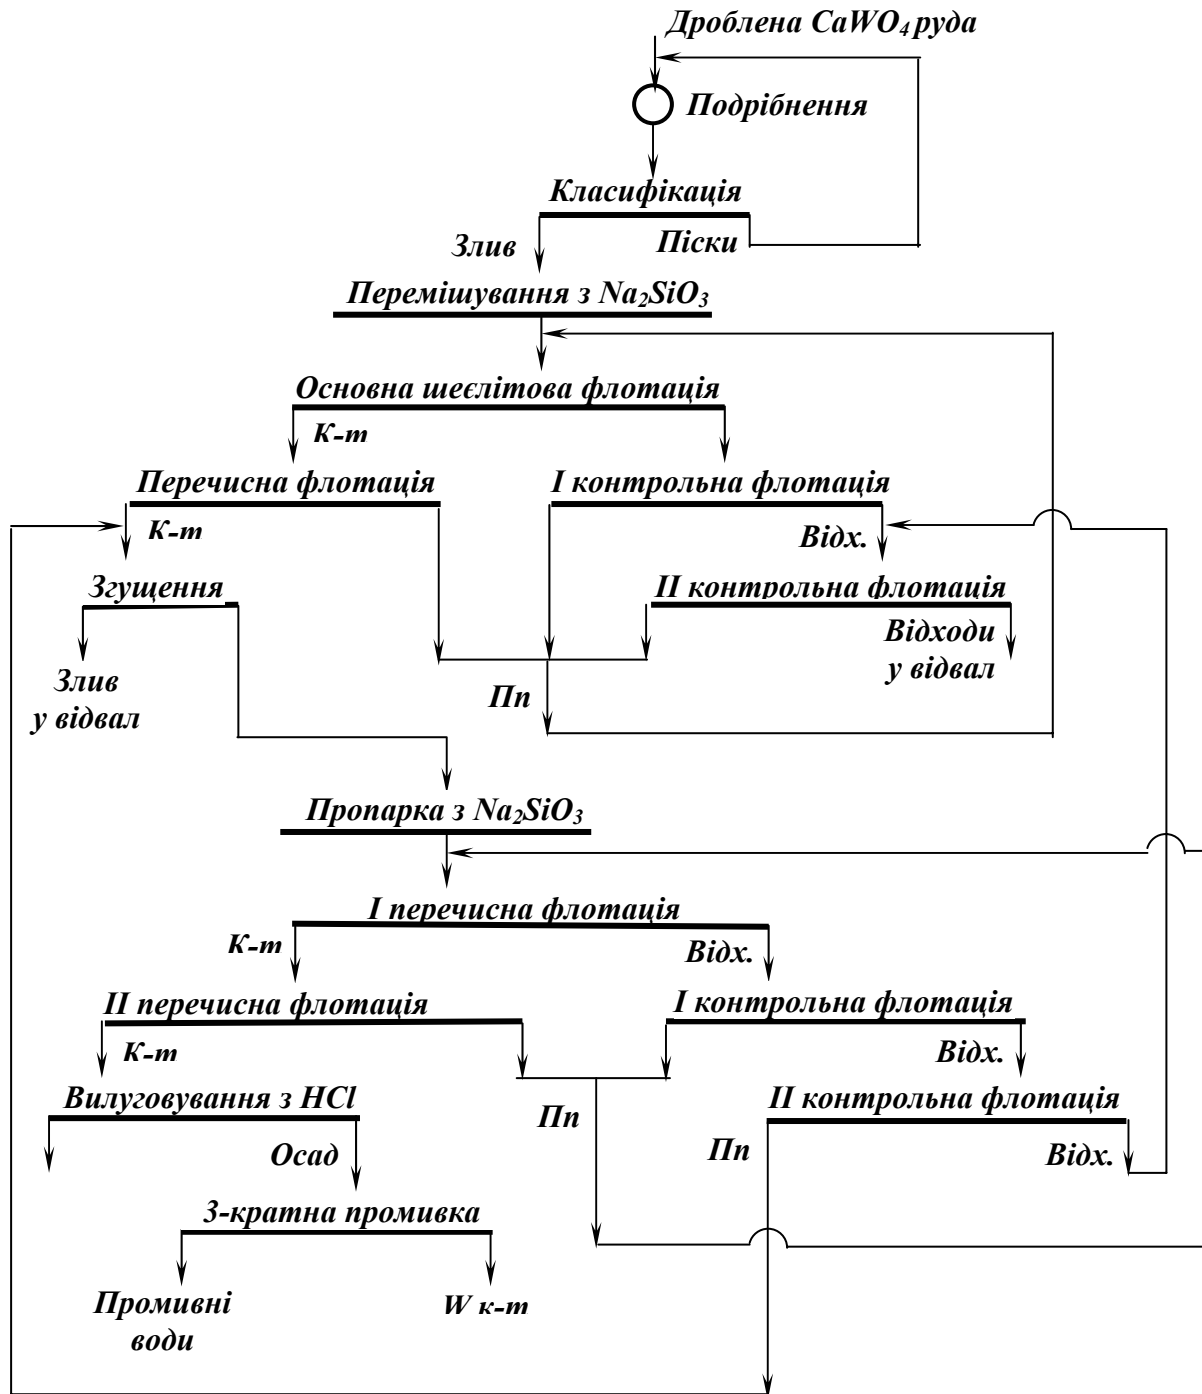 Дроблена CaWO₄ руда
Подрібнення
Класифікація
Злив
Піски
Перемішування з Na₂SiO₃
Основна шеєлітова флотація
К-т
Перечисна флотація
І контрольна флотація
К-т
Відх.
Згущення
ІІ контрольна флотація
Відходи
у відвал
Злив
у відвал
Пп
Пропарка з Na₂SiO₃
І перечисна флотація
К-т
Відх.
ІІ перечисна флотація
І контрольна флотація
К-т
Відх.
Вилуговування з HCl
ІІ контрольна флотація
Пп
Осад
Пп
Відх.
3-кратна промивка
Промивні
води
W к-т